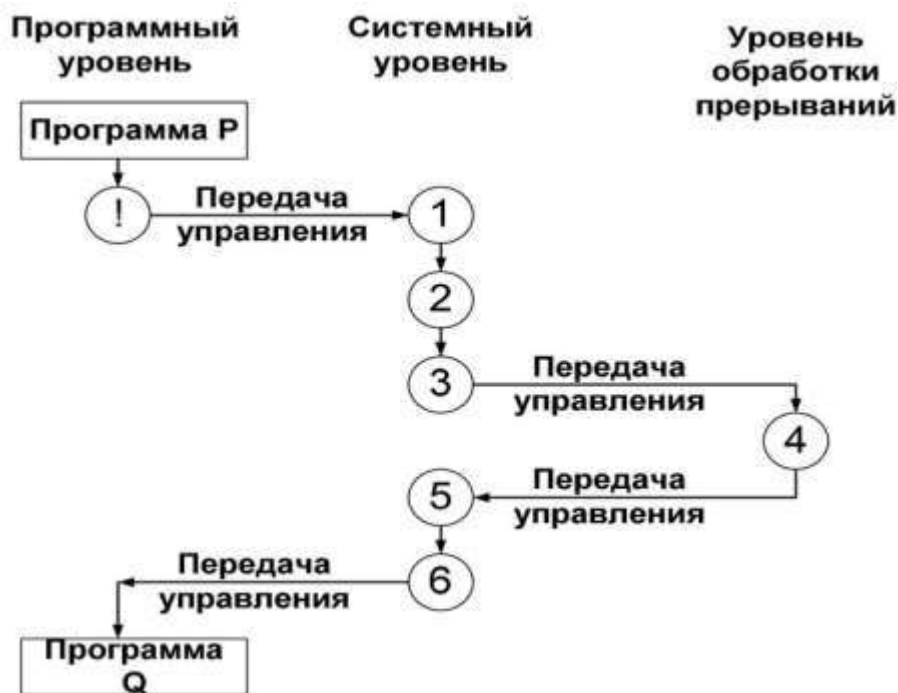 Программный
уровень
Системный
уровень
Уровень
обработки
прерываний
Программа P
!
Передача
управления
1
2
3
Передача
управления
4
5
Передача
управления
6
Передача
управления
Программа
Q